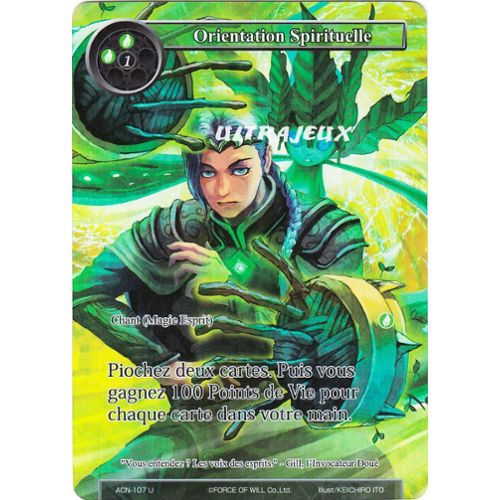 Orientation Spirituelle
1
ULTRAJEUX
Chant (Magie Esprit)
Piochez deux cartes. Puis vous
gagnez 100 Points de Vie pour
chaque carte dans votre main.
"Vous entendez ? Les voix des esprits." - Gill, l'Invocateur Doué
ACN-107 U ©FORCE OF WILL Co.,Ltd. Illust/KEIICHIRO ITO